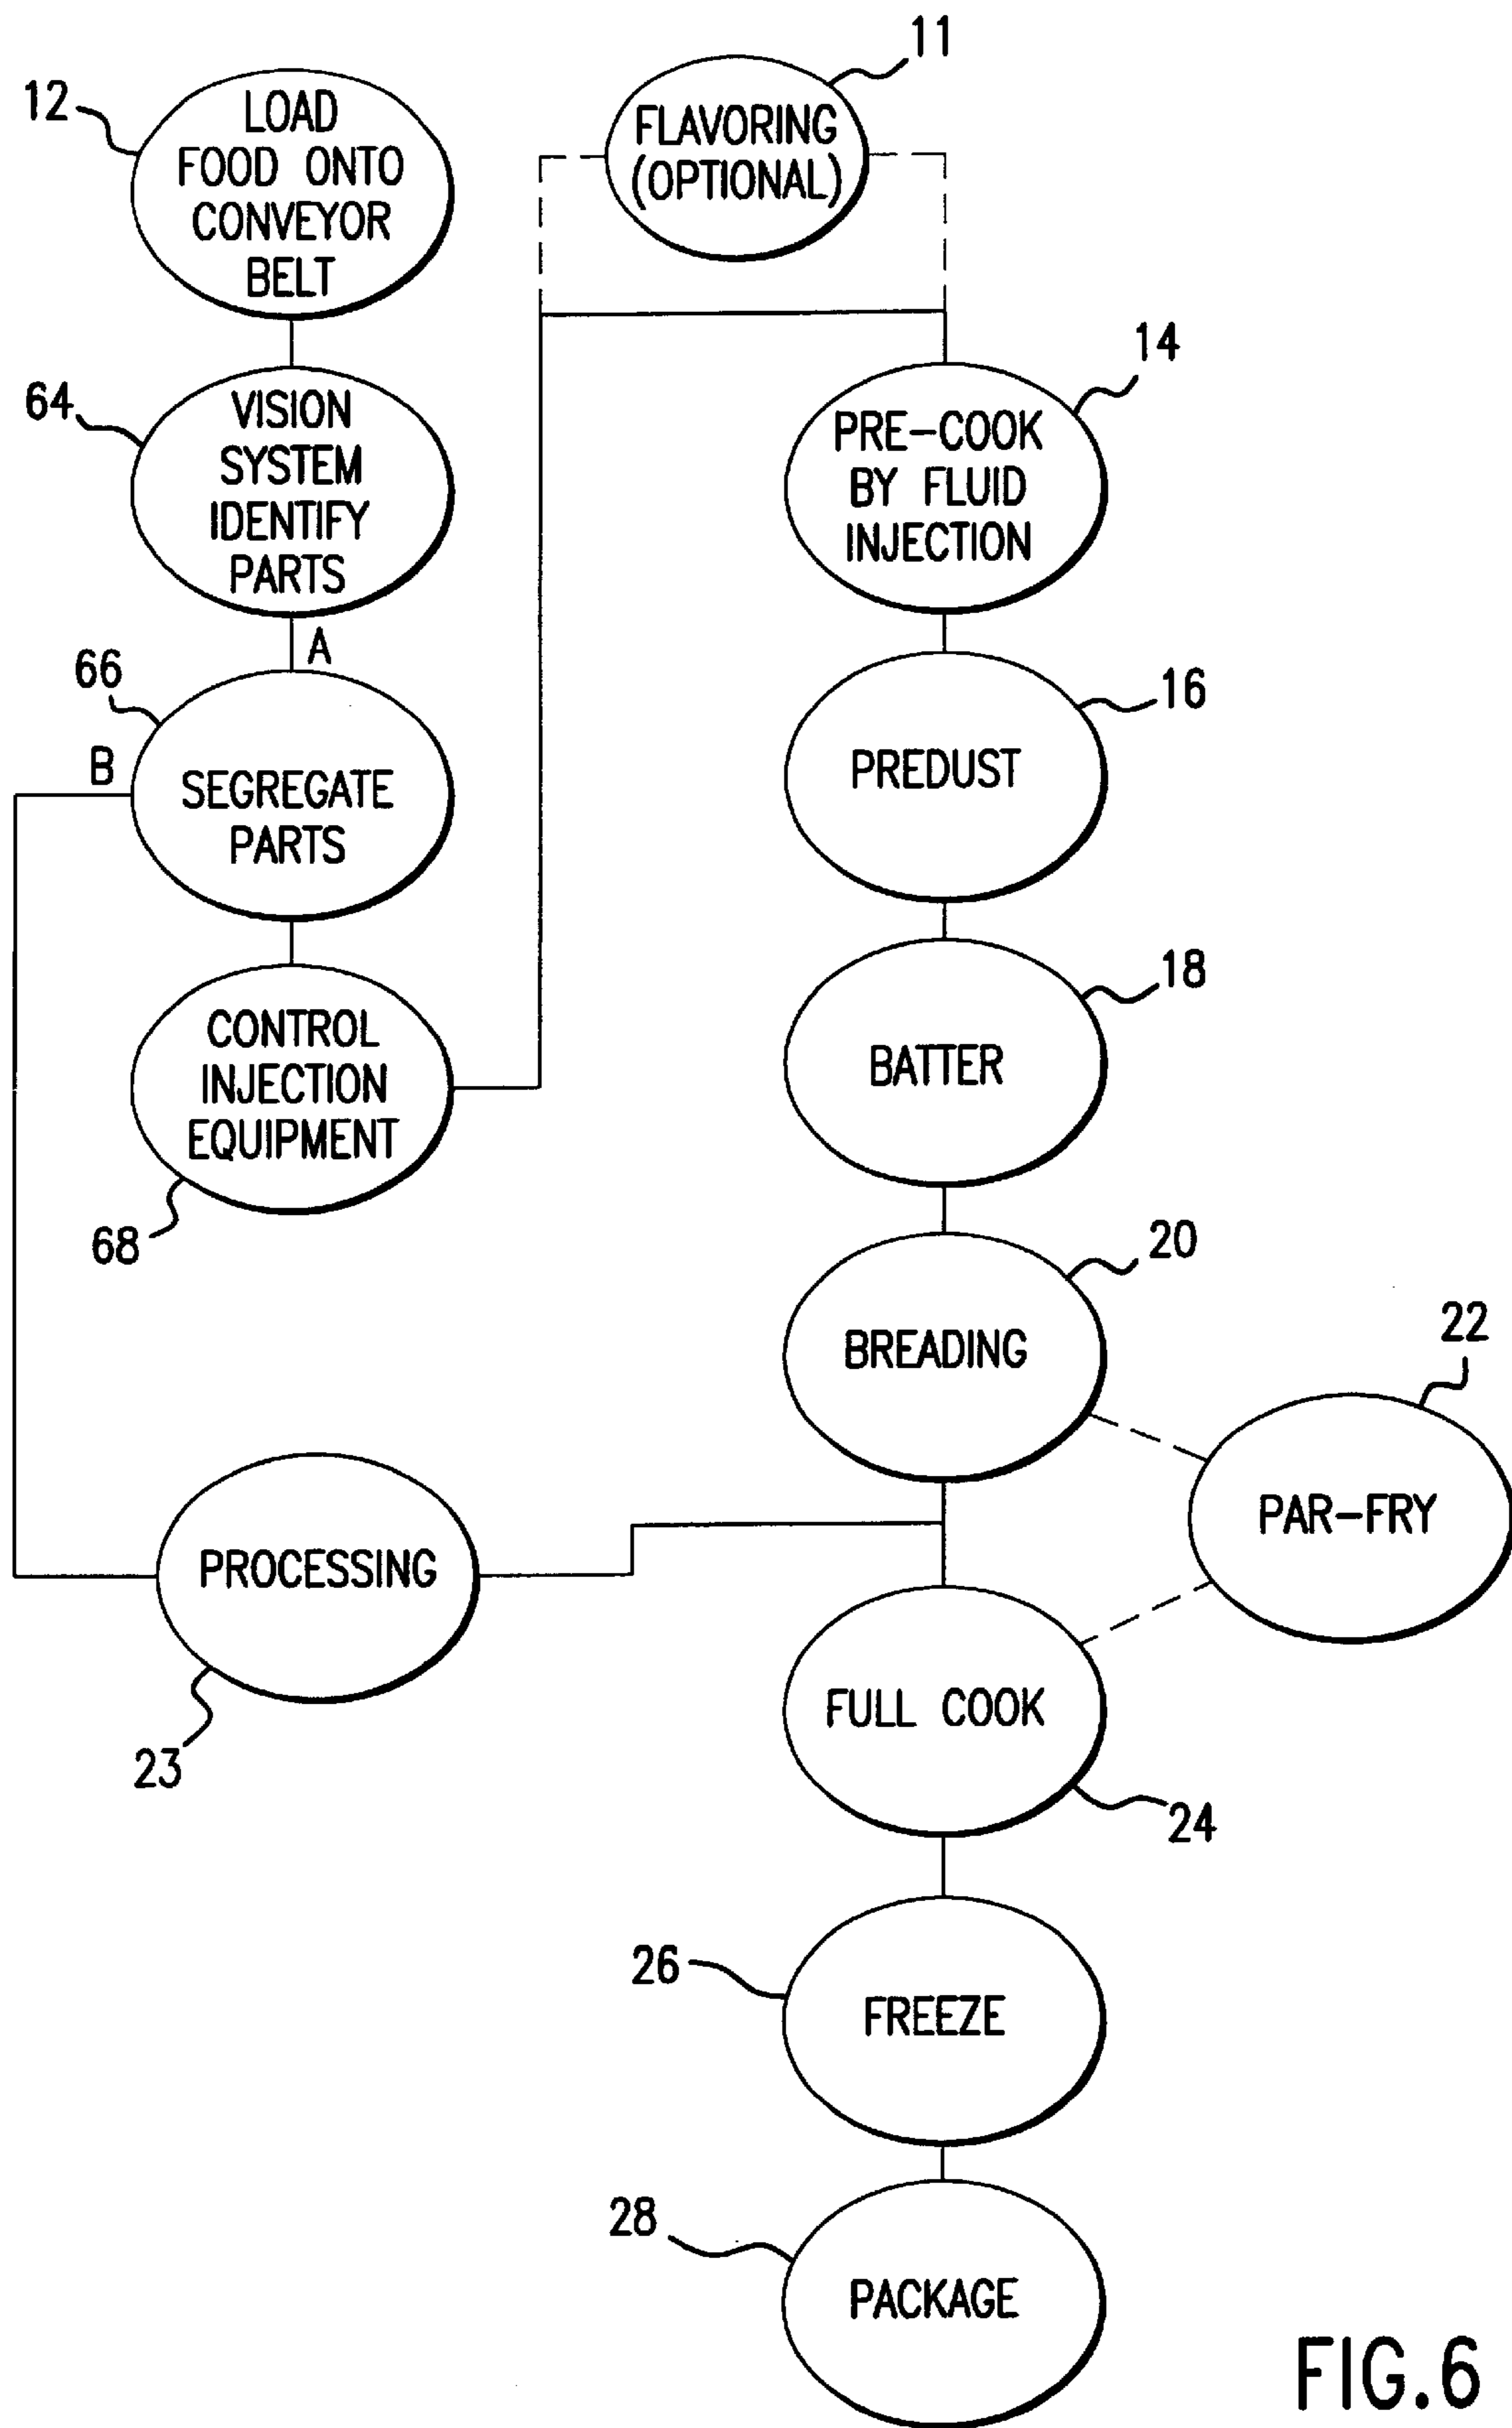 12
LOAD
FOOD ONTO
CONVEYOR
BELT
11
FLAVORING
(OPTIONAL)
64
VISION
SYSTEM
IDENTIFY
PARTS
A
66
B
SEGREGATE
PARTS
CONTROL
INJECTION
EQUIPMENT
68
14
PRE-COOK
BY FLUID
INJECTION
16
PREDUST
18
BATTER
20
BREADING
22
PAR-FRY
PROCESSING
23
FULL COOK
24
26
FREEZE
28
PACKAGE
FIG.6